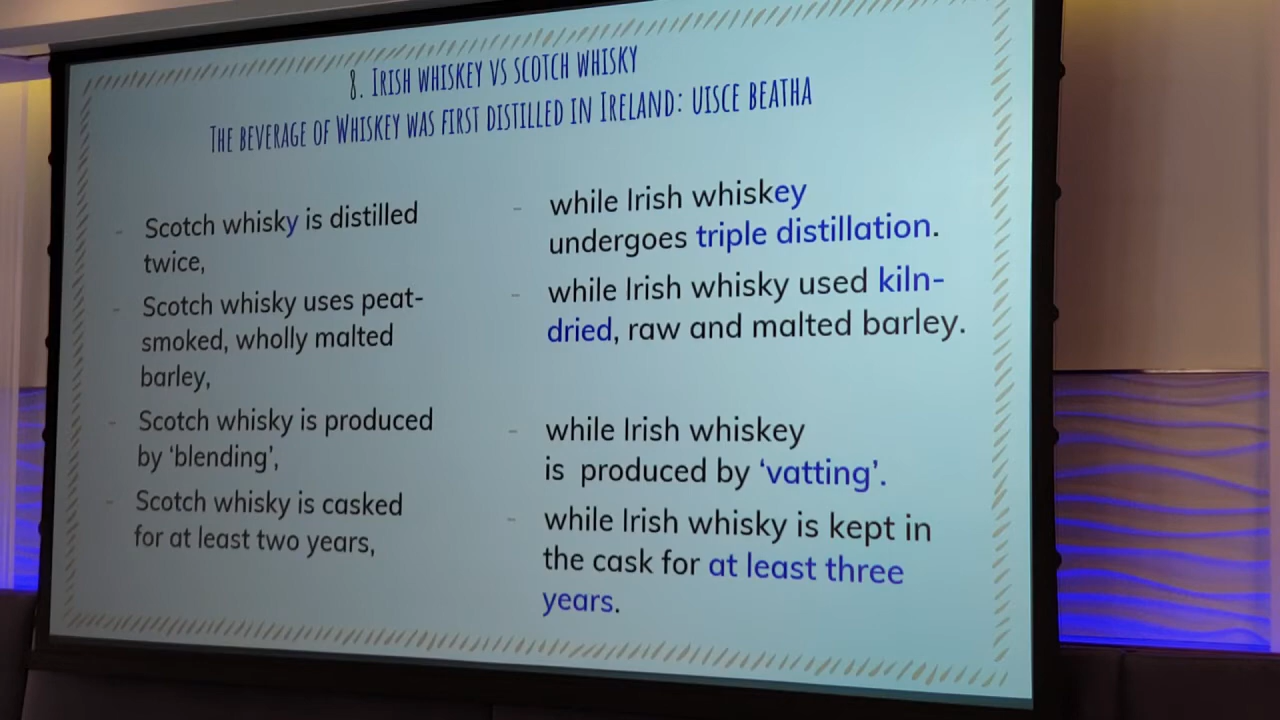 8. Irish whiskey vs scotch whisky
The beverage of Whiskey was first distilled in Ireland: uisce beatha
- Scotch whisky is distilled
twice,
- Scotch whisky uses peat-
smoked, wholly malted
barley,
- Scotch whisky is produced
by ‘blending’,
- Scotch whisky is casked
for at least two years,
- while Irish whiskey
undergoes triple distillation.
- while Irish whisky used kiln-
dried, raw and malted barley.
- while Irish whiskey
is produced by ‘vatting’.
- while Irish whisky is kept in
the cask for at least three
years.